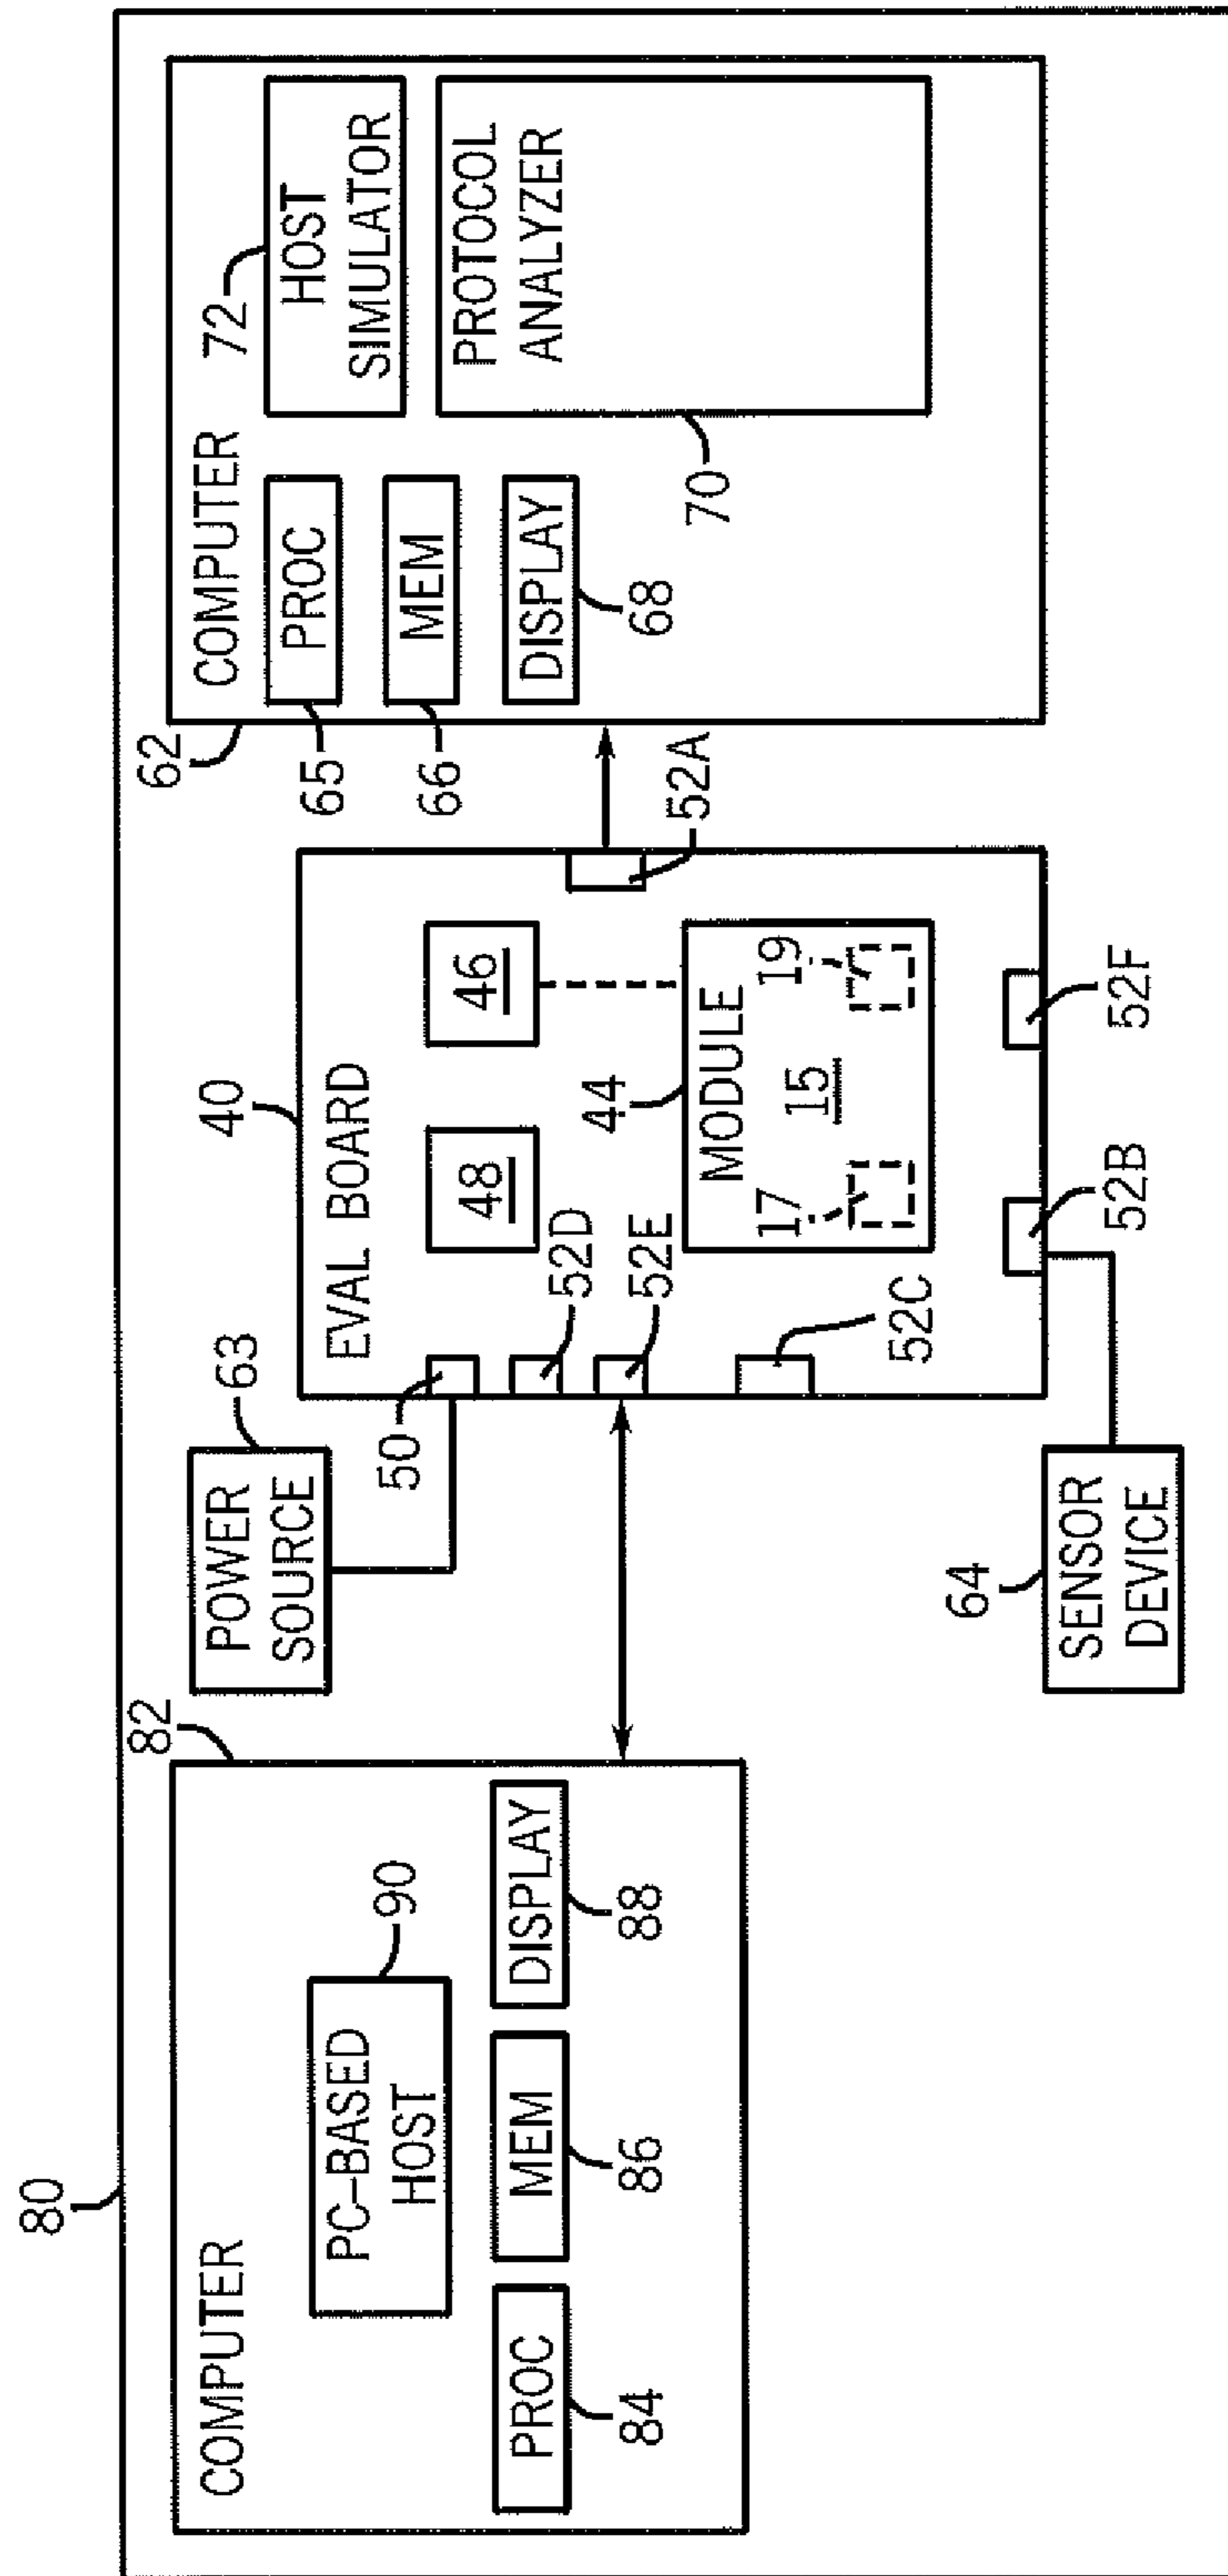 80
82
COMPUTER
PC-BASED
HOST
90
PROC
84
MEM
86
DISPLAY
88
POWER
SOURCE
63
40
EVAL BOARD
50
52D
52E
52C
48
46
44
MODULE
15
17
19
52A
52B
52F
64
SENSOR
DEVICE
62
COMPUTER
PROC
65
MEM
66
DISPLAY
68
72
HOST
SIMULATOR
PROTOCOL
ANALYZER
70